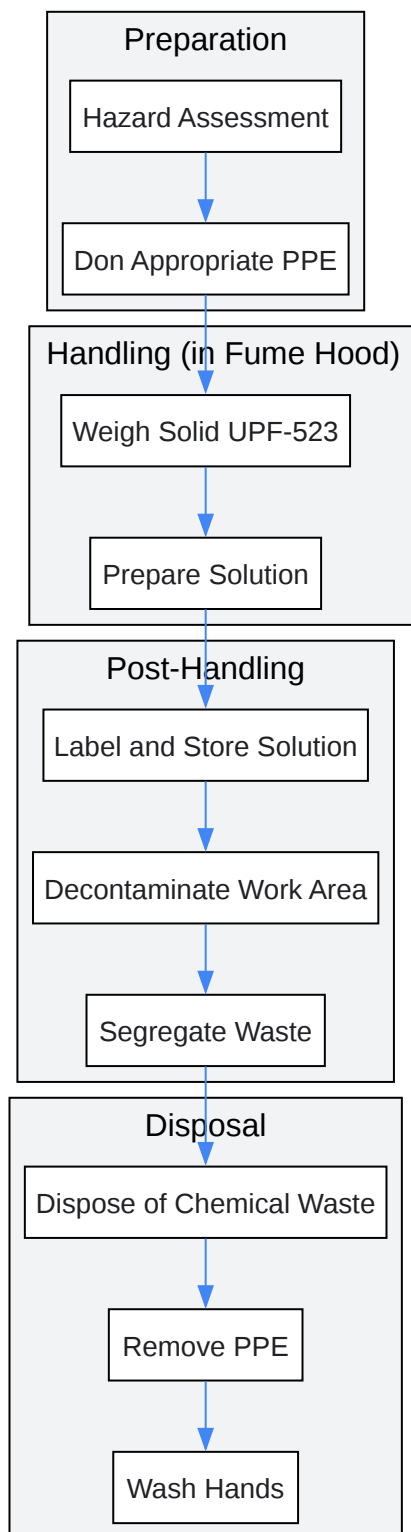 Preparation
Hazard Assessment
Don Appropriate PPE
Handling (in Fume Hood)
Weigh Solid UPF-523
Prepare Solution
Post-Handling
Label and Store Solution
Decontaminate Work Area
Segregate Waste
Disposal
Dispose of Chemical Waste
Remove PPE
Wash Hands